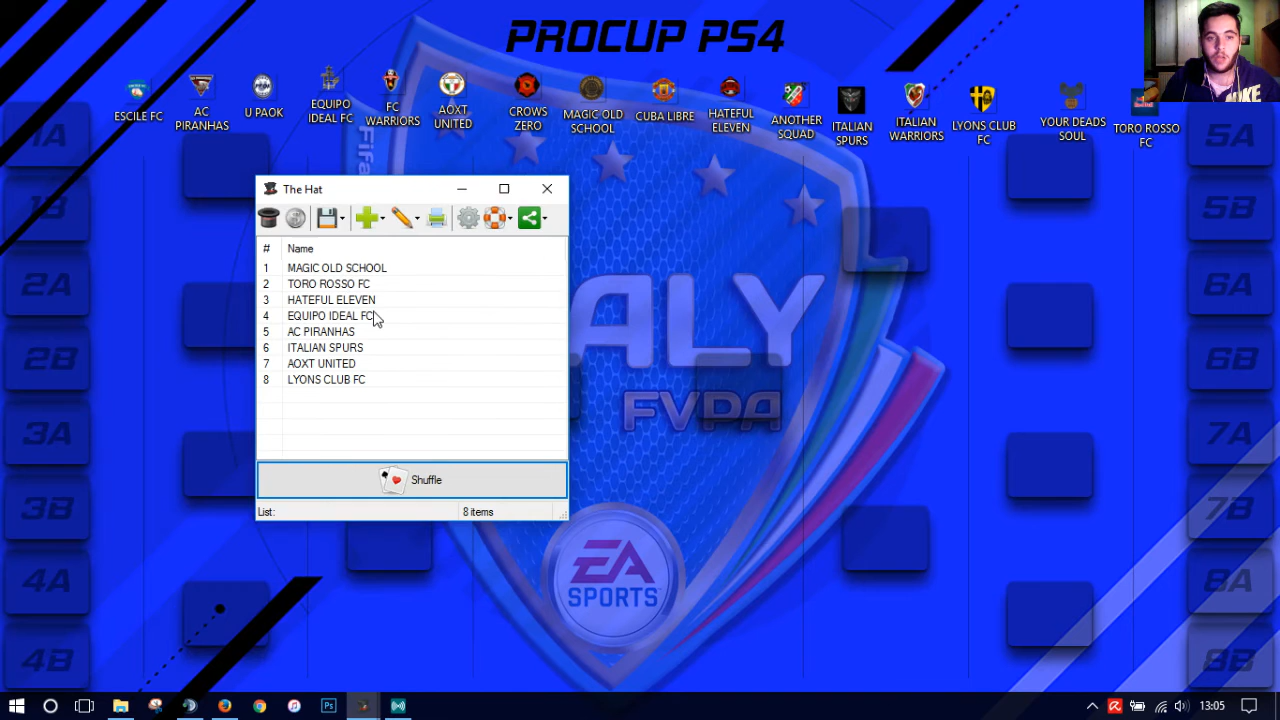 PROCUP PS4
ESCILE FC
AC PIRANHAS
U PAOK
EQUIPO IDEAL FC
FC WARRIORS
AOXT UNITED
CROWS ZERO
MAGIC OLD SCHOOL
CUBA LIBRE
HATEFUL ELEVEN
ANOTHER SQUAD
ITALIAN SPURS
ITALIAN WARRIORS
LYONS CLUB FC
YOUR DEADS SOUL
TORO ROSSO FC
1A
1B
2A
2B
3A
3B
4A
4B
5A
5B
6A
6B
7A
7B
8A
8B
Fifa
The Hat
# Name
1 MAGIC OLD SCHOOL
2 TORO ROSSO FC
3 HATEFUL ELEVEN
4 EQUIPO IDEAL FC
5 AC PIRANHAS
6 ITALIAN SPURS
7 AOXT UNITED
8 LYONS CLUB FC
Shuffle
List: 8 items
ALY
FVPA
EA
SPORTS
Ps
13:05